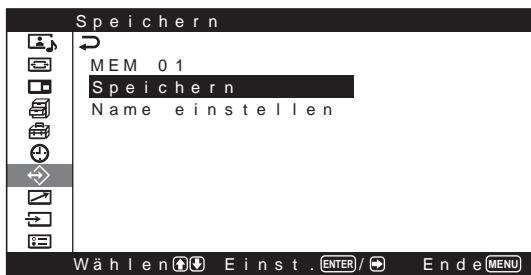 Speichern
MEM 01
Speichern
Name einstellen
Wählen Einst. ENTER / Ende MENU